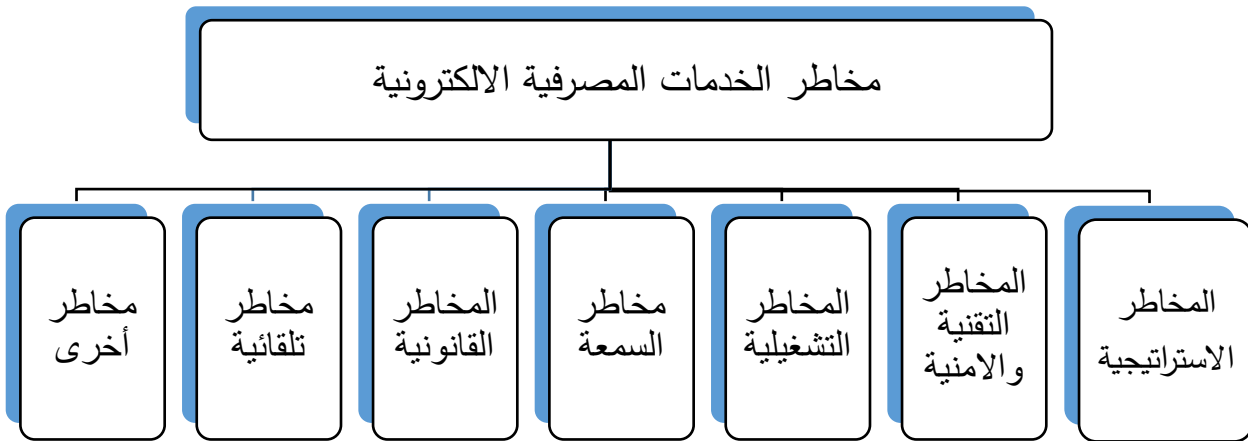 مخاطر الخدمات المصرفية الالكترونية
المخاطر
الاستراتيجية
المخاطر
التقنية
والامنية
المخاطر
التشغيلية
مخاطر
السمعة
المخاطر
القانونية
مخاطر
تلقائية
مخاطر
أخرى